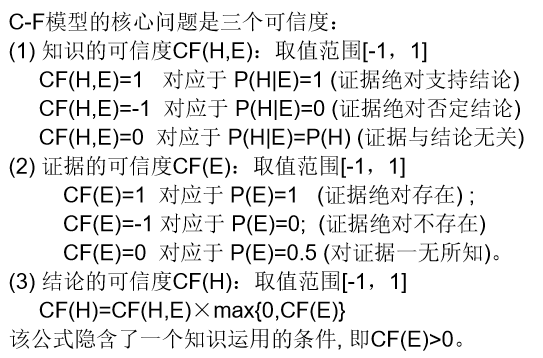 C-F模型的核心问题是三个可信度：
(1) 知识的可信度CF(H,E)：取值范围[-1，1]
CF(H,E)=1 对应于 P(H|E)=1 (证据绝对支持结论)
CF(H,E)=-1 对应于 P(H|E)=0 (证据绝对否定结论)
CF(H,E)=0 对应于 P(H|E)=P(H) (证据与结论无关)
(2) 证据的可信度CF(E)：取值范围[-1，1]
CF(E)=1 对应于 P(E)=1 (证据绝对存在) ;
CF(E)=-1 对应于 P(E)=0; (证据绝对不存在)
CF(E)=0 对应于 P(E)=0.5 (对证据一无所知)。
(3) 结论的可信度CF(H)：取值范围[-1，1]
CF(H)=CF(H,E)×max{0,CF(E)}
该公式隐含了一个知识运用的条件, 即CF(E)>0。